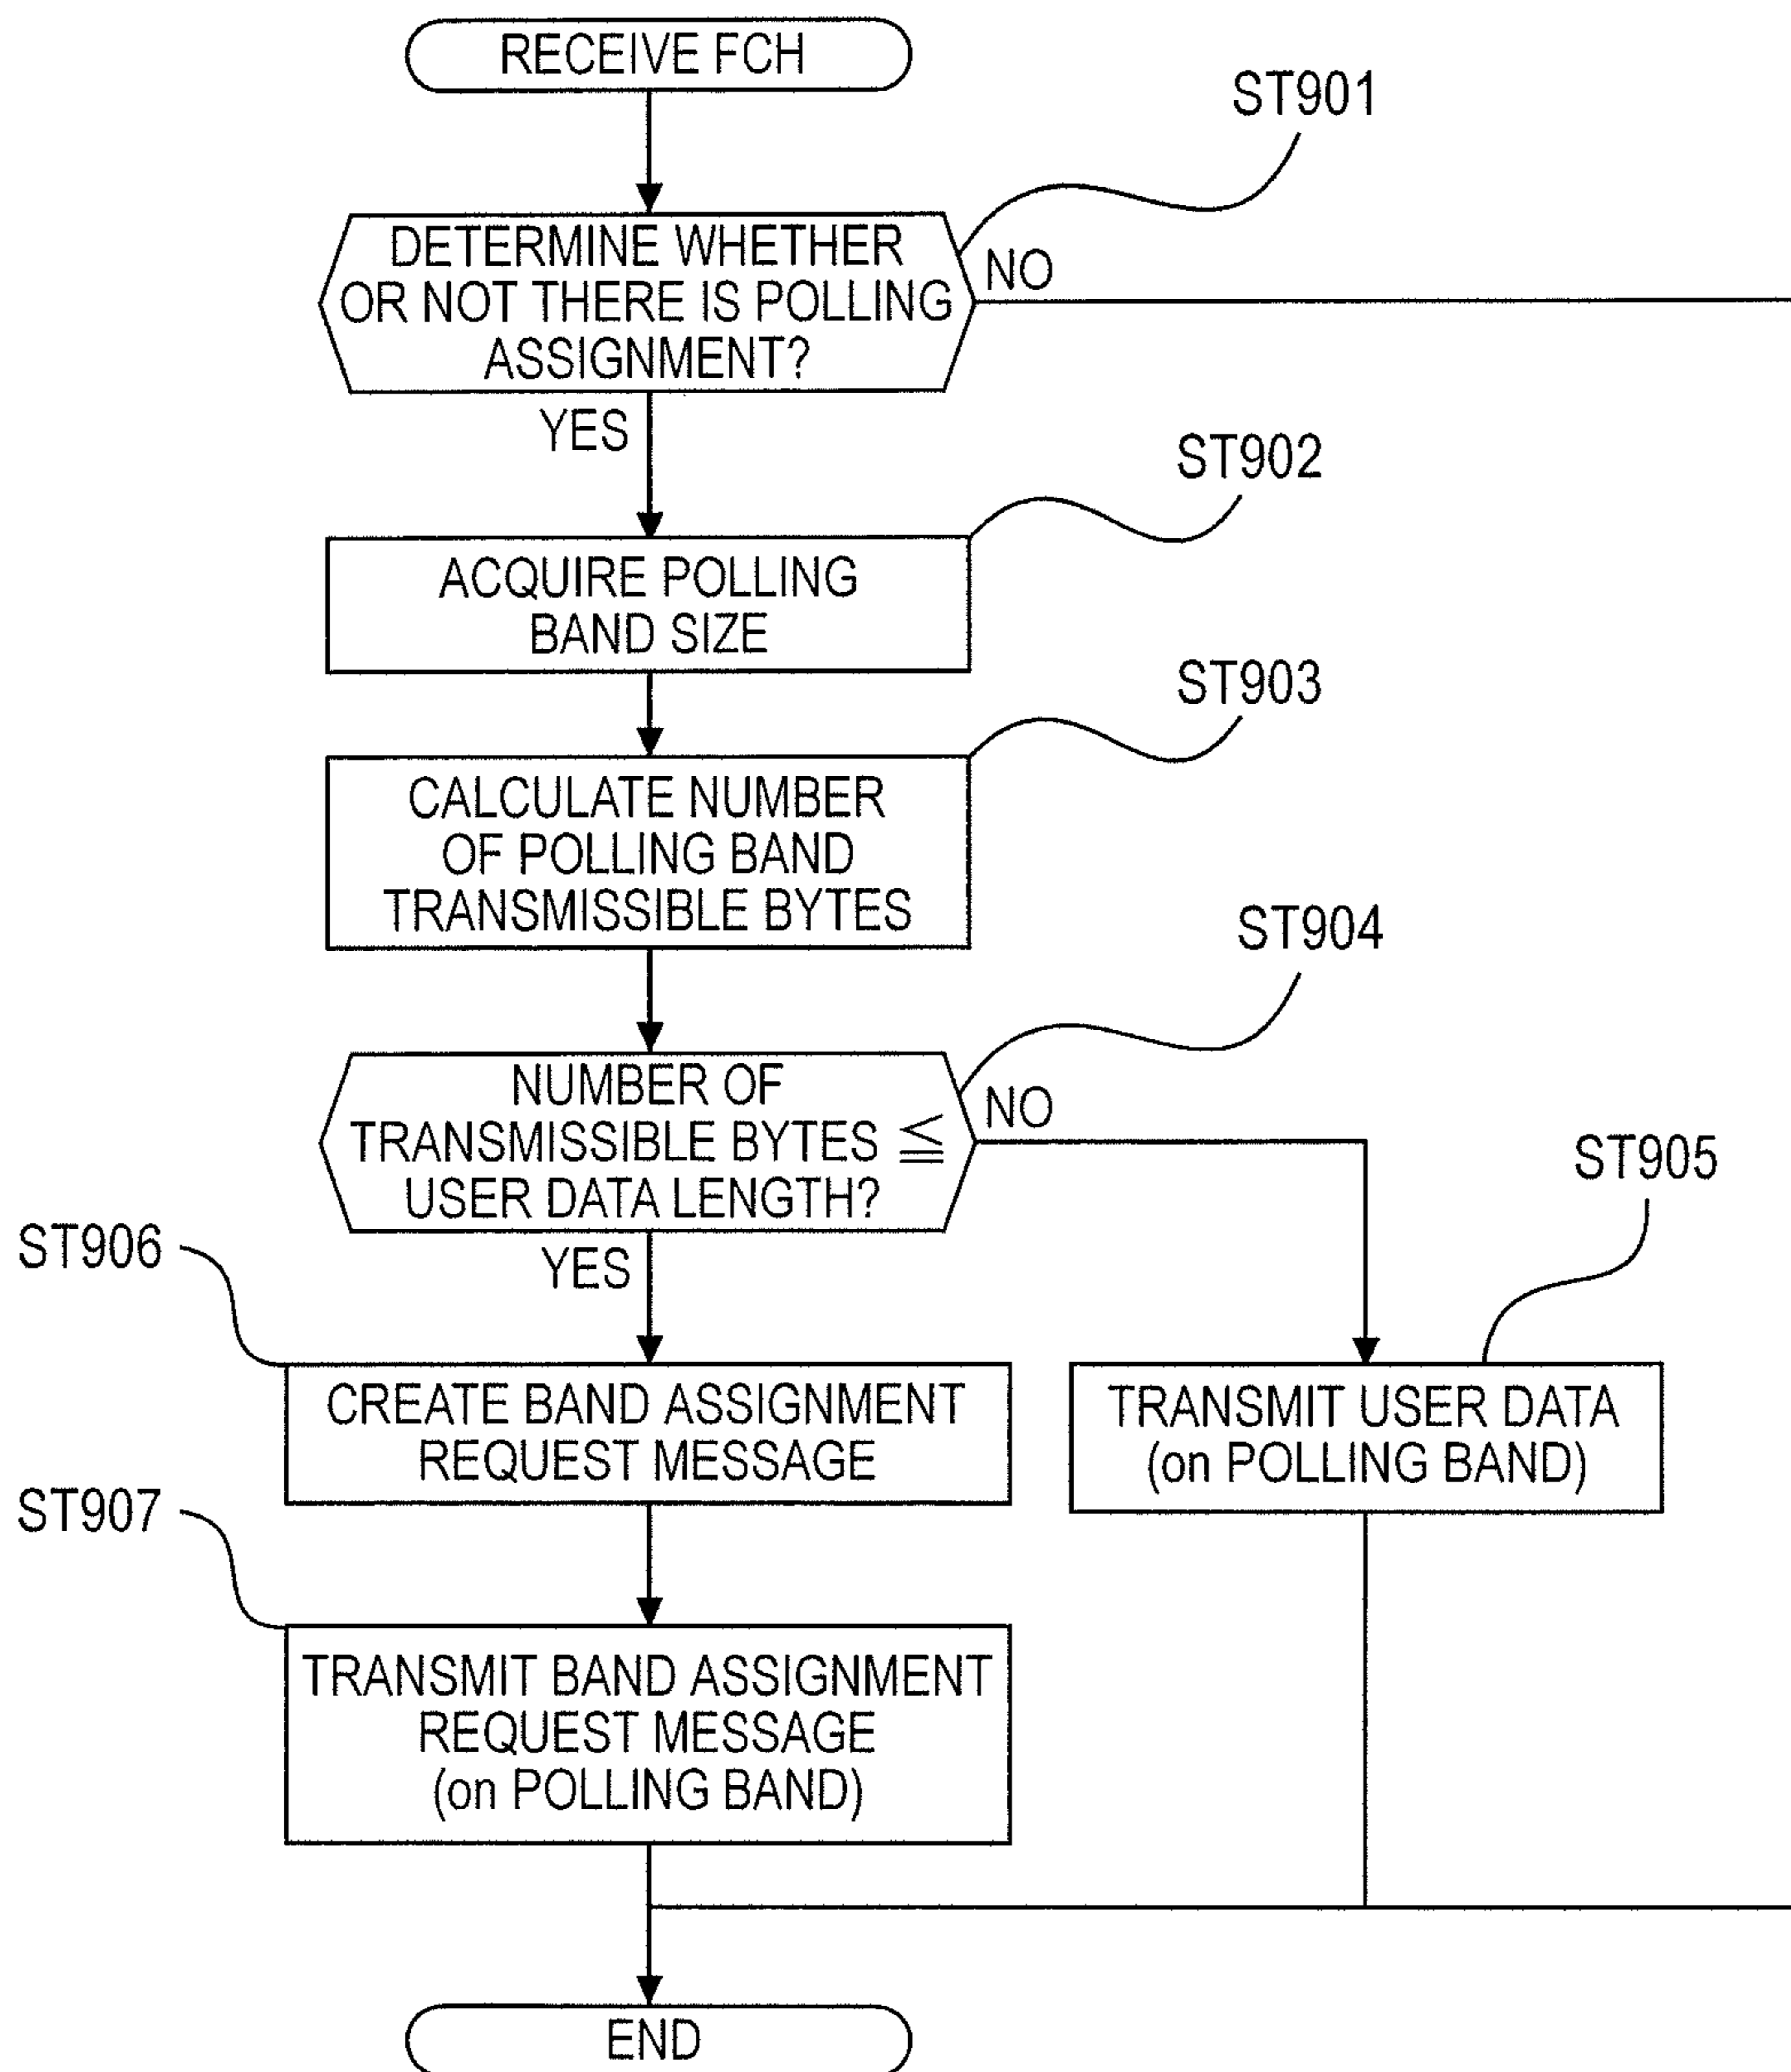 RECEIVE FCH
ST901
DETERMINE WHETHER
OR NOT THERE IS POLLING
ASSIGNMENT?
NO
YES
ST902
ACQUIRE POLLING
BAND SIZE
ST903
CALCULATE NUMBER
OF POLLING BAND
TRANSMISSIBLE BYTES
ST904
NUMBER OF
TRANSMISSIBLE BYTES ≦
USER DATA LENGTH?
NO
YES
ST905
TRANSMIT USER DATA
(on POLLING BAND)
ST906
CREATE BAND ASSIGNMENT
REQUEST MESSAGE
ST907
TRANSMIT BAND ASSIGNMENT
REQUEST MESSAGE
(on POLLING BAND)
END